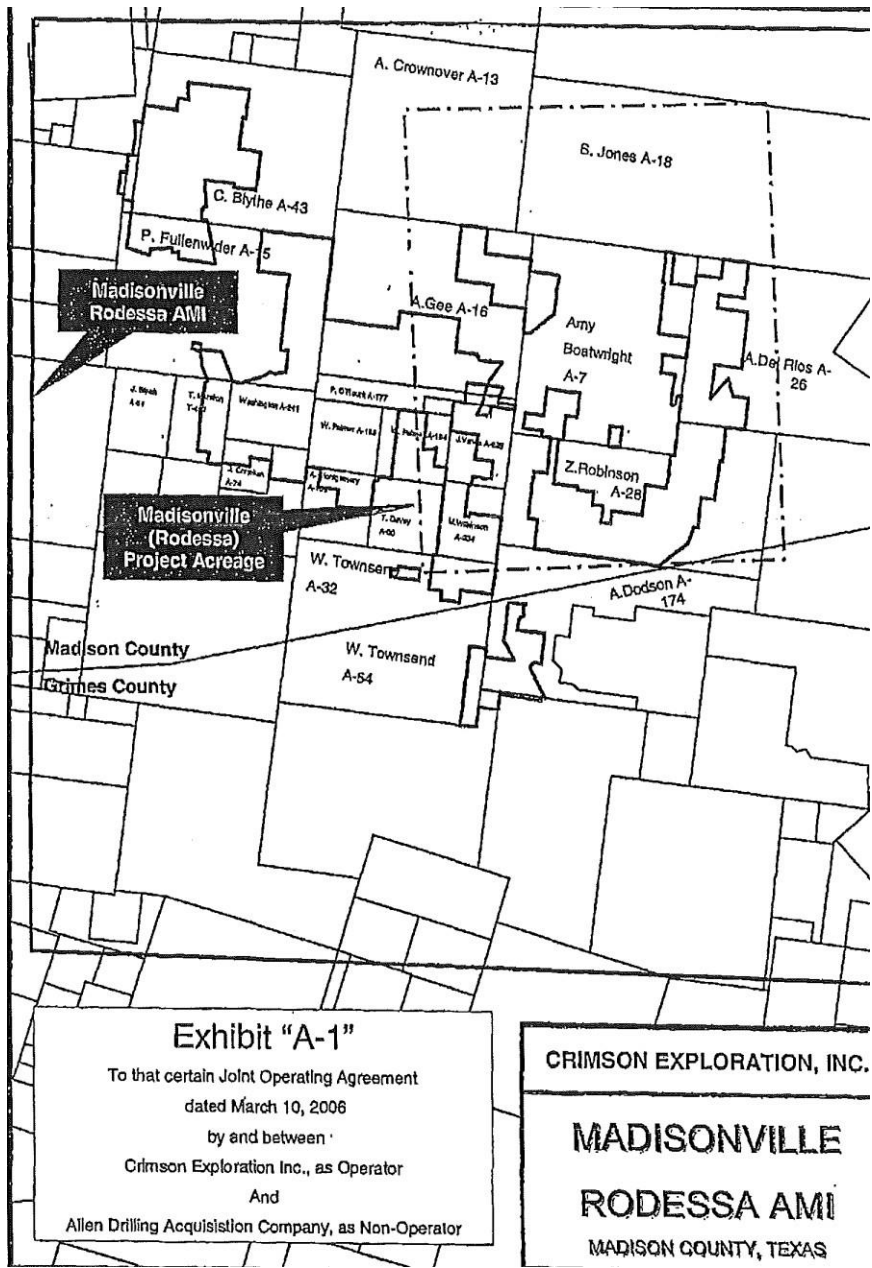 A. Crownover A-13
S. Jones A-18
C. Blythe A-43
P. Fullenwider A-15
Madisonville
Rodessa AMI
A.Gee A-16
Amy
Boatwright
A-7
A.Del Rios A-
26
Washington A-211
W. Palmer
Z.Robinson
A-28
Madisonville
(Rodessa)
Project Acreage
W. Townsend
A-32
A.Dodson A-
174
Madison County
Grimes County
W. Townsend
A-54
Exhibit "A-1"
To that certain Joint Operating Agreement
dated March 10, 2006
by and between
Crimson Exploration Inc., as Operator
And
Allen Drilling Acquisistion Company, as Non-Operator
CRIMSON EXPLORATION, INC.
MADISONVILLE
RODESSA AMI
MADISON COUNTY, TEXAS